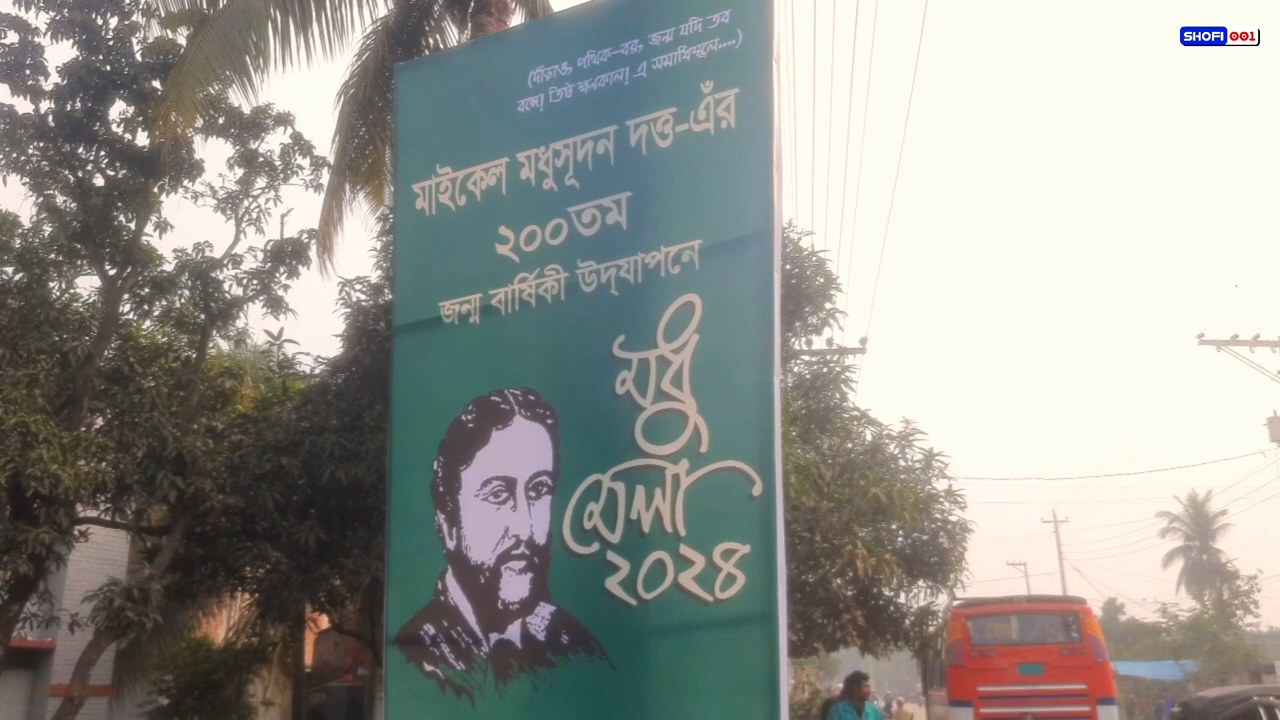 SHOFI 001
(দাঁড়াও, পথিক-বর, জন্ম যদি তব
বঙ্গে! তিষ্ঠ ক্ষণকাল! এ সমাধিস্থলে....)
মাইকেল মধুসূদন দত্ত-এঁর
২০০তম
জন্ম বার্ষিকী উদ্‌যাপনে
মধু
মেলা
২০২৪